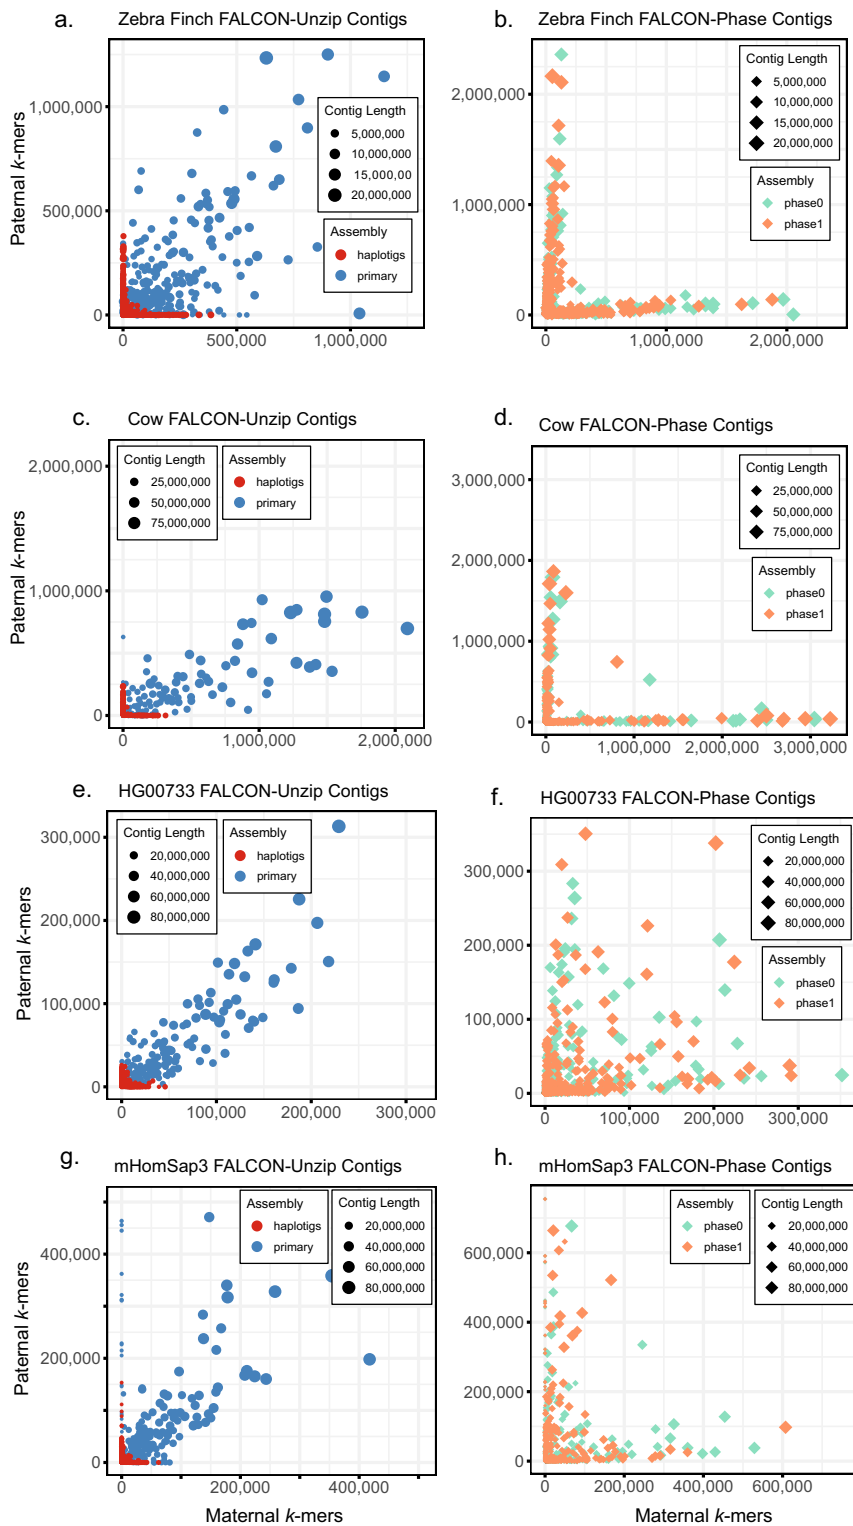 a.
Zebra Finch FALCON-Unzip Contigs
Paternal k-mers
1,000,000
500,000
0
Contig Length
5,000,000
10,000,000
15,000,00
20,000,000
Assembly
haplotigs
primary
0
500,000
1,000,000
b.
Zebra Finch FALCON-Phase Contigs
2,000,000
1,000,000
0
Contig Length
5,000,000
10,000,000
15,000,000
20,000,000
Assembly
phase0
phase1
0
1,000,000
2,000,000
c.
Cow FALCON-Unzip Contigs
Paternal k-mers
2,000,000
1,000,000
0
Contig Length
25,000,000
50,000,000
75,000,000
Assembly
haplotigs
primary
0
1,000,000
2,000,000
d.
Cow FALCON-Phase Contigs
3,000,000
2,000,000
1,000,000
0
Contig Length
25,000,000
50,000,000
75,000,000
Assembly
phase0
phase1
0
1,000,000
2,000,000
3,000,000
e.
HG00733 FALCON-Unzip Contigs
Paternal k-mers
300,000
200,000
100,000
0
Contig Length
20,000,000
40,000,000
60,000,000
80,000,000
Assembly
haplotigs
primary
0
100,000
200,000
300,000
f.
HG00733 FALCON-Phase Contigs
300,000
200,000
100,000
0
Contig Length
20,000,000
40,000,000
60,000,000
80,000,000
Assembly
phase0
phase1
0
100,000
200,000
300,000
g.
mHomSap3 FALCON-Unzip Contigs
Paternal k-mers
400,000
200,000
0
Assembly
haplotigs
primary
Contig Length
20,000,000
40,000,000
60,000,000
80,000,000
0
200,000
400,000
Maternal k-mers
h.
mHomSap3 FALCON-Phase Contigs
600,000
400,000
200,000
0
Assembly
phase0
phase1
Contig Length
20,000,000
40,000,000
60,000,000
80,000,000
0
200,000
400,000
600,000
Maternal k-mers